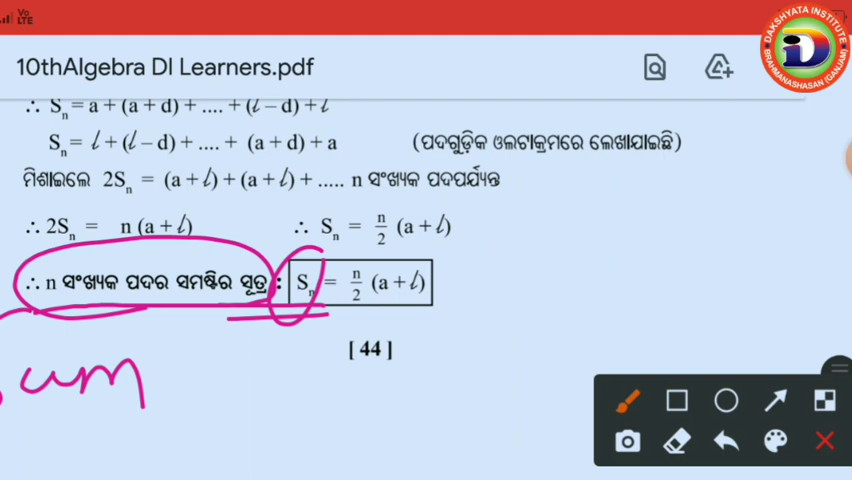 Vo
LTE
DAKSHYATA INSTITUTE
BRAHMANASHASAN (GANJAM)
10thAlgebra DI Learners.pdf
∴ Sn = a + (a + d) + .... + (l – d) + l
Sn = l + (l – d) + .... + (a + d) + a (ପଦଗୁଡ଼ିକ ଓଲଟାକ୍ରମରେ ଲେଖାଯାଇଛି)
ମିଶାଇଲେ 2Sn = (a + l) + (a + l) + ..... n ସଂଖ୍ୟକ ପଦପର୍ଯ୍ୟନ୍ତ
∴ 2Sn = n (a + l) ∴ Sn = n/2 (a + l)
∴ n ସଂଖ୍ୟକ ପଦର ସମଷ୍ଟିର ସୂତ୍ର : Sn = n/2 (a + l)
[ 44 ]
um